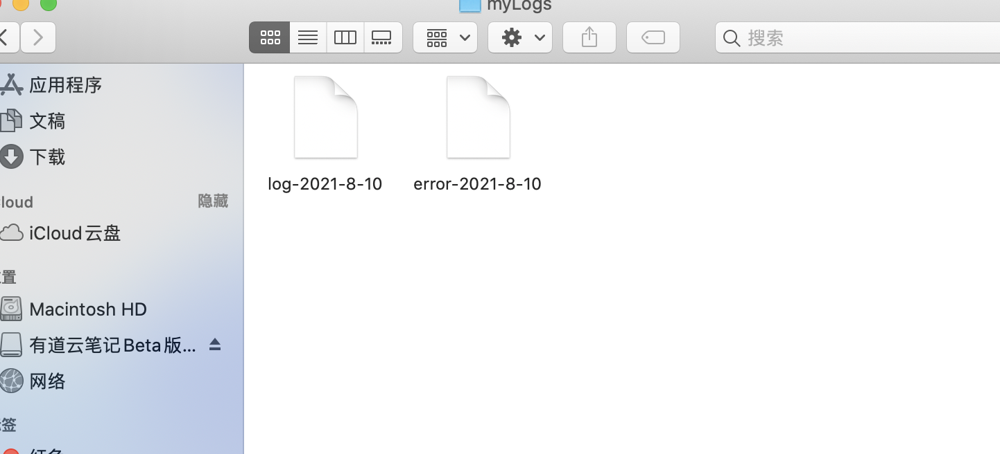 myLogs
搜索
应用程序
文稿
下载
loud 隐藏
iCloud云盘
置
Macintosh HD
有道云笔记Beta版...
网络
签
红色
log-2021-8-10
error-2021-8-10